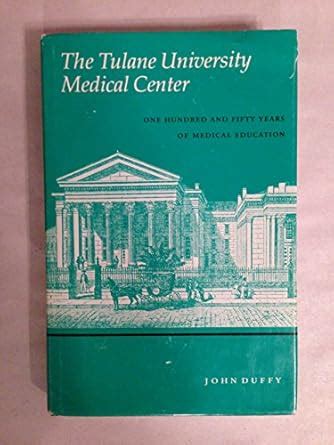 The Tulane University
Medical Center
ONE HUNDRED AND FIFTY YEARS
OF MEDICAL EDUCATION
JOHN DUFFY